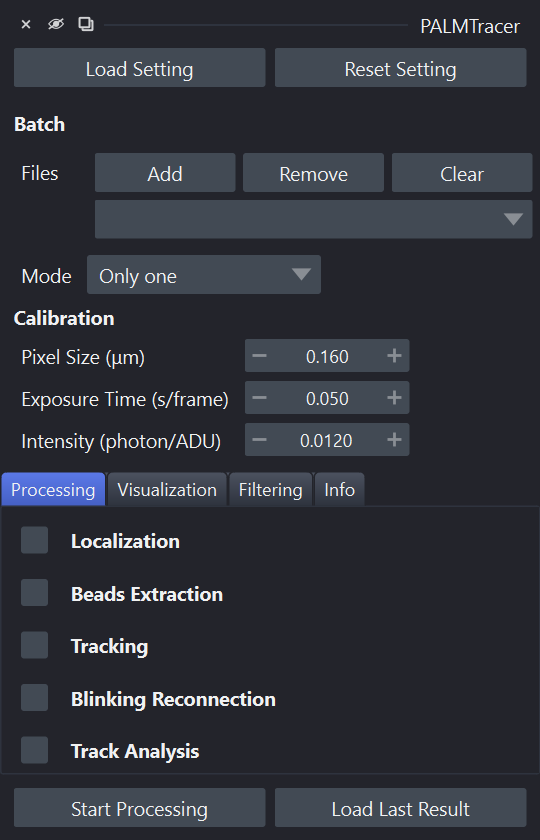 PALMTracer
Load Setting Reset Setting
Batch
Files Add Remove Clear
Mode Only one
Calibration
Pixel Size (µm) 0.160
Exposure Time (s/frame) 0.050
Intensity (photon/ADU) 0.0120
Processing Visualization Filtering Info
Localization
Beads Extraction
Tracking
Blinking Reconnection
Track Analysis
Start Processing Load Last Result